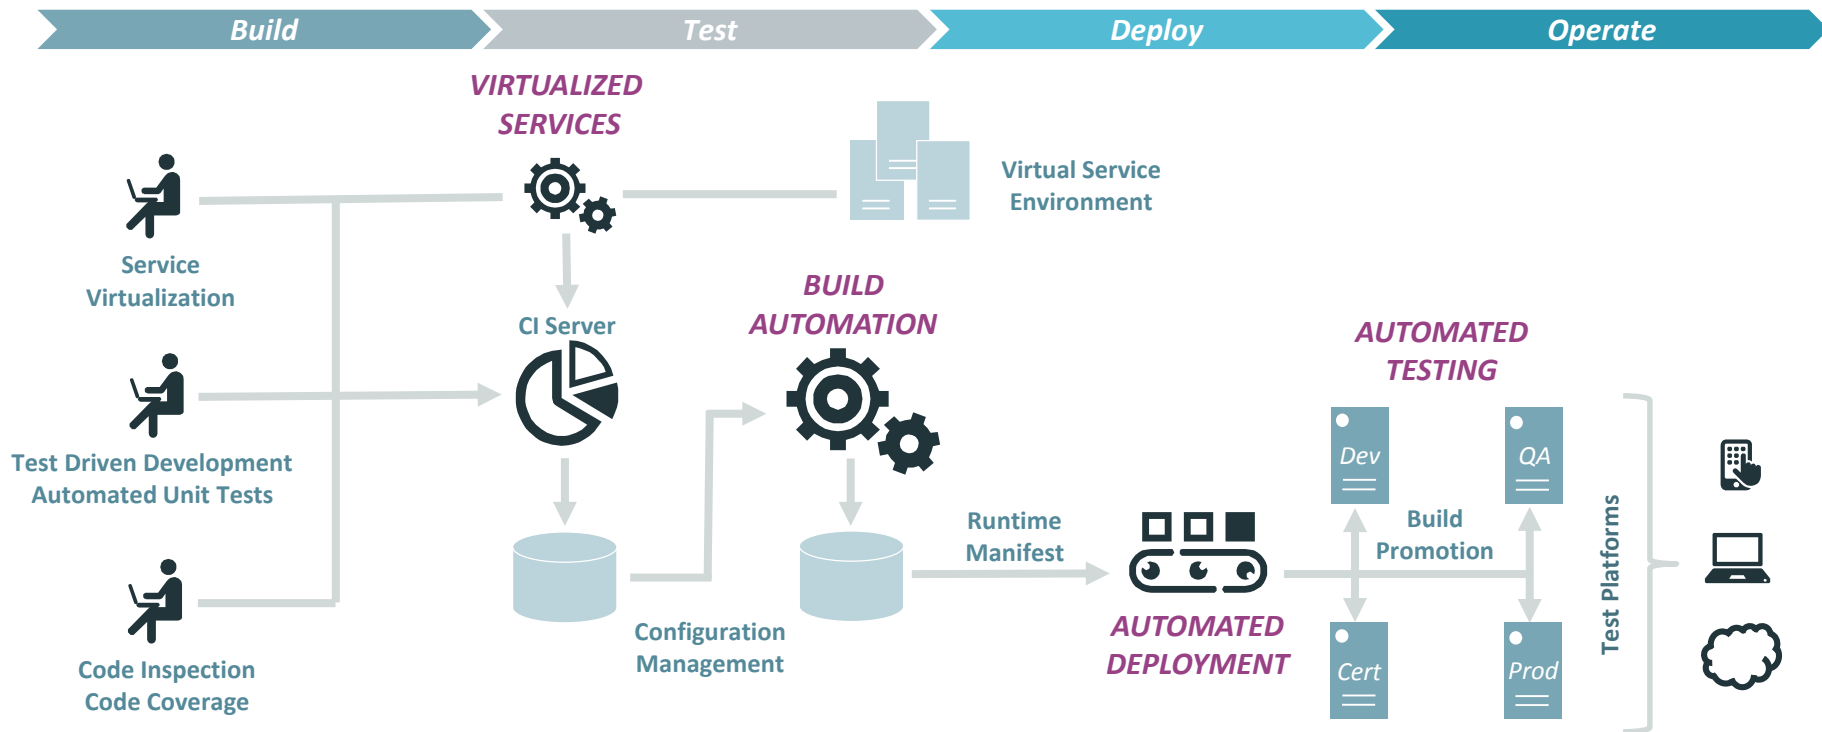 Build
Test
Deploy
Operate
VIRTUALIZED
SERVICES
Virtual Service
Environment
Service
Virtualization
CI Server
BUILD
AUTOMATION
AUTOMATED
TESTING
Test Driven Development
Automated Unit Tests
Dev
QA
Runtime
Manifest
Build
Promotion
Test Platforms
Configuration
Management
AUTOMATED
DEPLOYMENT
Cert
Prod
Code Inspection
Code Coverage